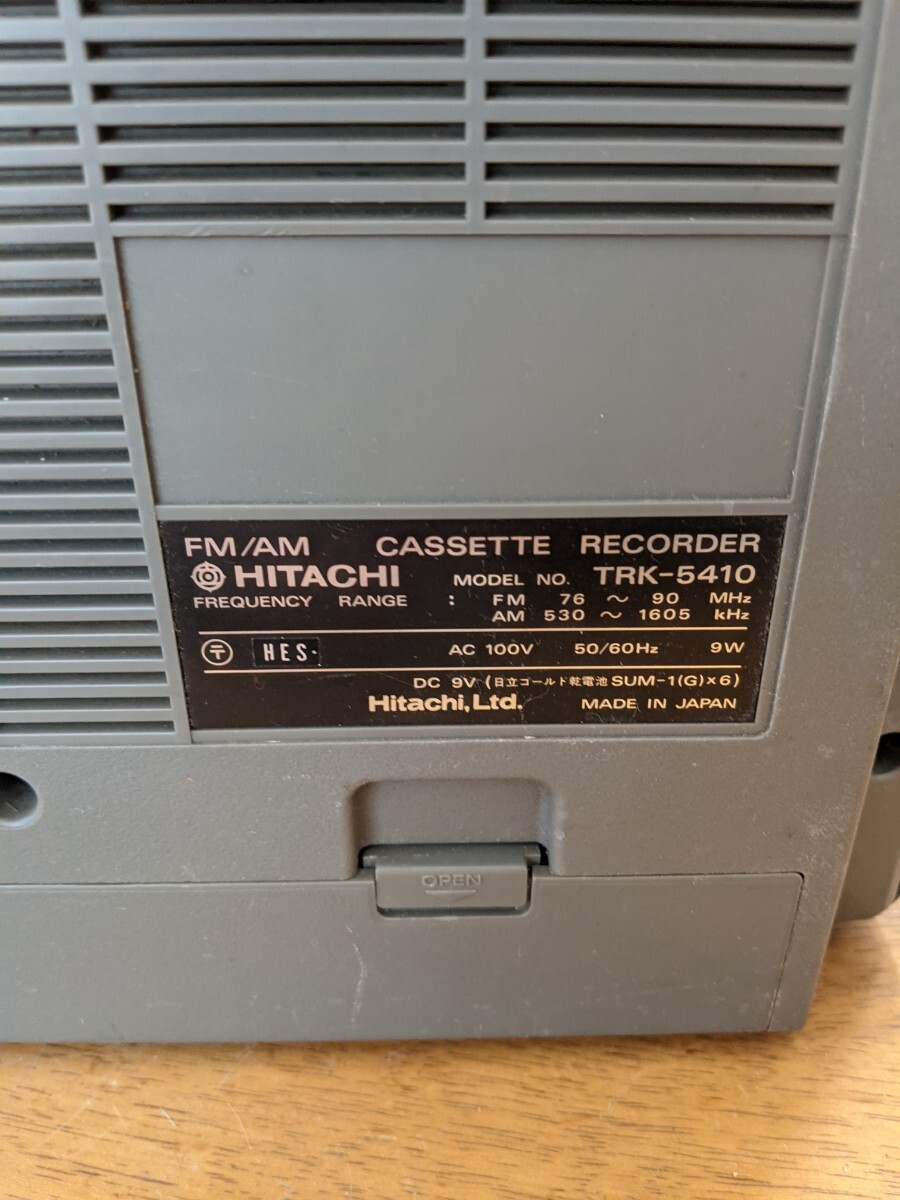 FM/AM CASSETTE RECORDER
HITACHI MODEL NO. TRK-5410
FREQUENCY RANGE : FM 76 ~ 90 MHz
AM 530 ~ 1605 kHz
〒 HES· AC 100V 50/60Hz 9W
DC 9V (日立ゴールド乾電池 SUM-1(G)×6)
Hitachi, Ltd. MADE IN JAPAN
OPEN